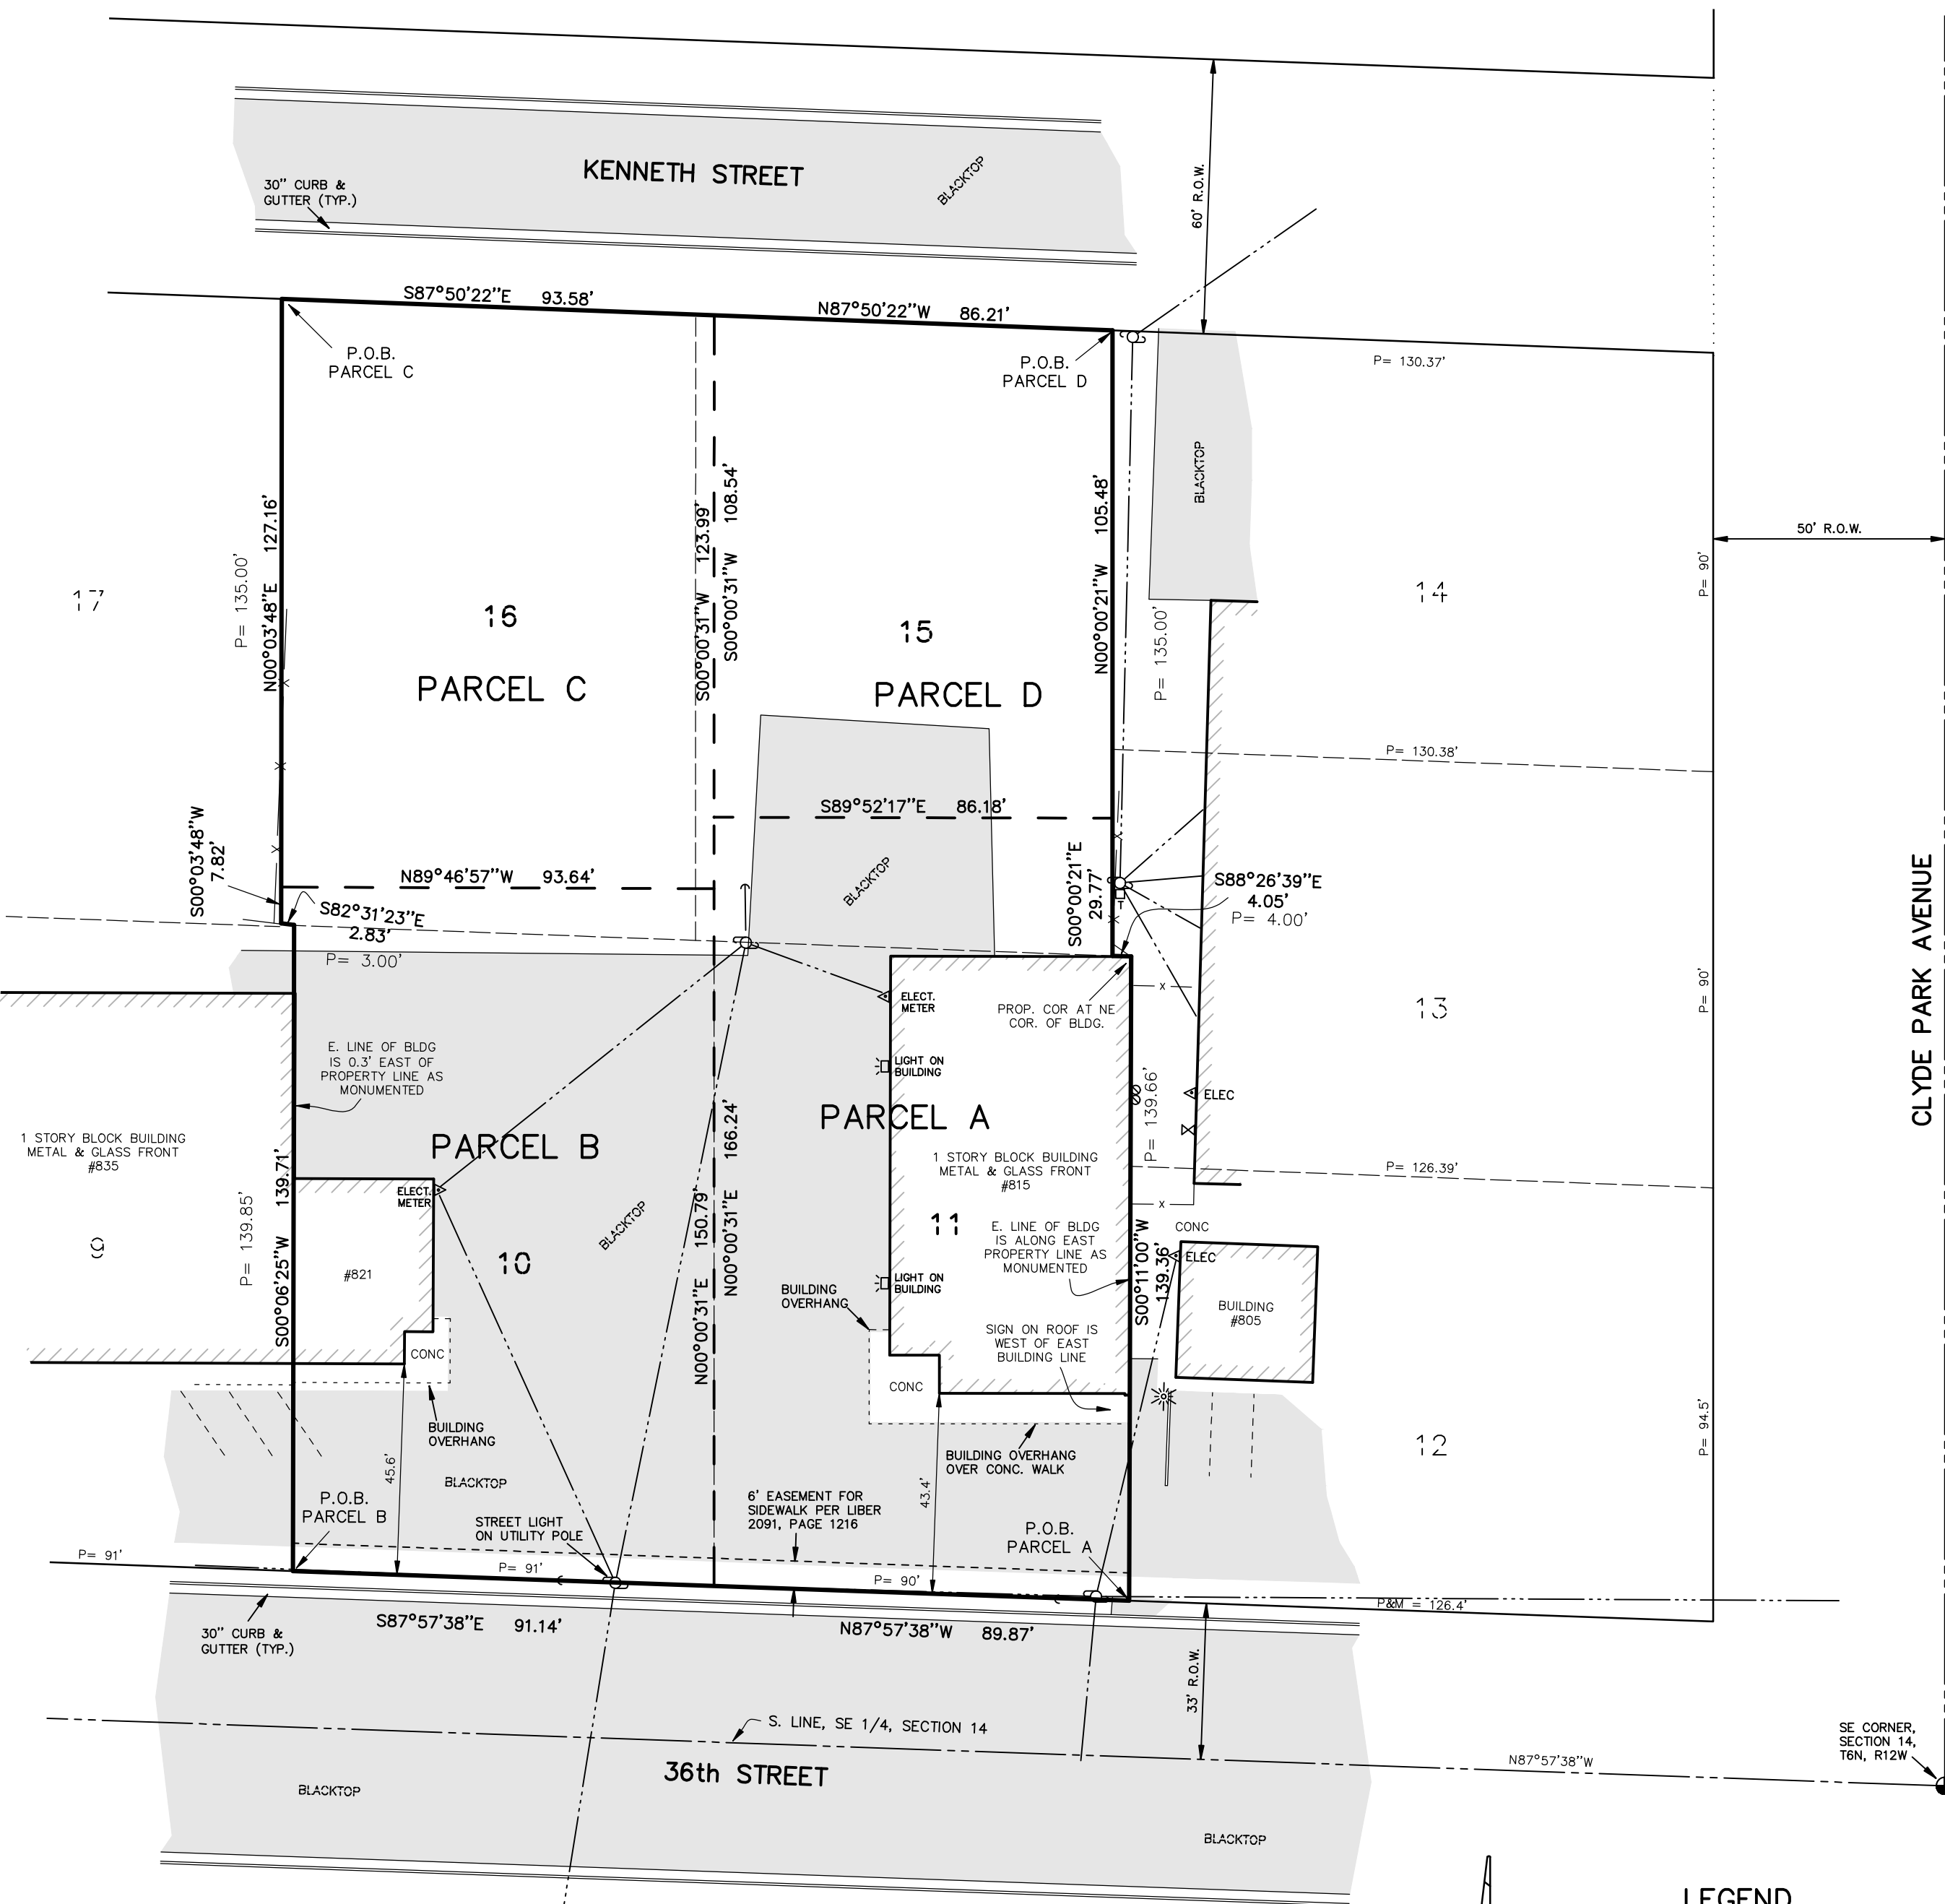 KENNETH STREET
BLACKTOP
30" CURB &
GUTTER (TYP.)
60' R.O.W.
S87°50'22"E 93.58'
N87°50'22"W 86.21'
P.O.B.
PARCEL C
P.O.B.
PARCEL D
P= 130.37'
BLACKTOP
50' R.O.W.
N00°03'48"E 127.16'
P= 135.00'
S00°00'31"W 123.99'
S00°00'31"W 108.54'
N00°00'21"W 105.48'
P= 135.00'
P= 90'
17
16
15
14
PARCEL C
PARCEL D
P= 130.38'
S00°03'48"W
7.82'
S89°52'17"E 86.18'
N89°46'57"W 93.64'
BLACKTOP
S00°00'21"E
29.77'
S88°26'39"E
4.05'
P= 4.00'
S82°31'23"E
2.83'
P= 3.00'
T
CLYDE PARK AVENUE
ELECT.
METER
PROP. COR AT NE
COR. OF BLDG.
13
P= 90'
E. LINE OF BLDG
IS 0.3' EAST OF
PROPERTY LINE AS
MONUMENTED
LIGHT ON
BUILDING
ELEC
PARCEL B
PARCEL A
1 STORY BLOCK BUILDING
METAL & GLASS FRONT
#835
1 STORY BLOCK BUILDING
METAL & GLASS FRONT
#815
P= 139.66'
P= 126.39'
ELECT.
METER
S00°06'25"W 139.71'
P= 139.85'
N00°00'31"E 150.79'
N00°00'31"E 166.24'
BLACKTOP
9
10
11
#821
E. LINE OF BLDG
IS ALONG EAST
PROPERTY LINE AS
MONUMENTED
S00°11'00"W
139.36'
CONC
ELEC
LIGHT ON
BUILDING
BUILDING
OVERHANG
BUILDING
#805
SIGN ON ROOF IS
WEST OF EAST
BUILDING LINE
CONC
CONC
BUILDING
OVERHANG
BUILDING OVERHANG
OVER CONC. WALK
12
P= 94.5'
45.6'
43.4'
BLACKTOP
P.O.B.
PARCEL B
6' EASEMENT FOR
SIDEWALK PER LIBER
2091, PAGE 1216
STREET LIGHT
ON UTILITY POLE
P.O.B.
PARCEL A
P= 91'
P= 91'
P= 90'
P&M = 126.4'
S87°57'38"E 91.14'
N87°57'38"W 89.87'
30" CURB &
GUTTER (TYP.)
33' R.O.W.
S. LINE, SE 1/4, SECTION 14
36th STREET
N87°57'38"W
SE CORNER,
SECTION 14,
T6N, R12W
BLACKTOP
BLACKTOP
LEGEND